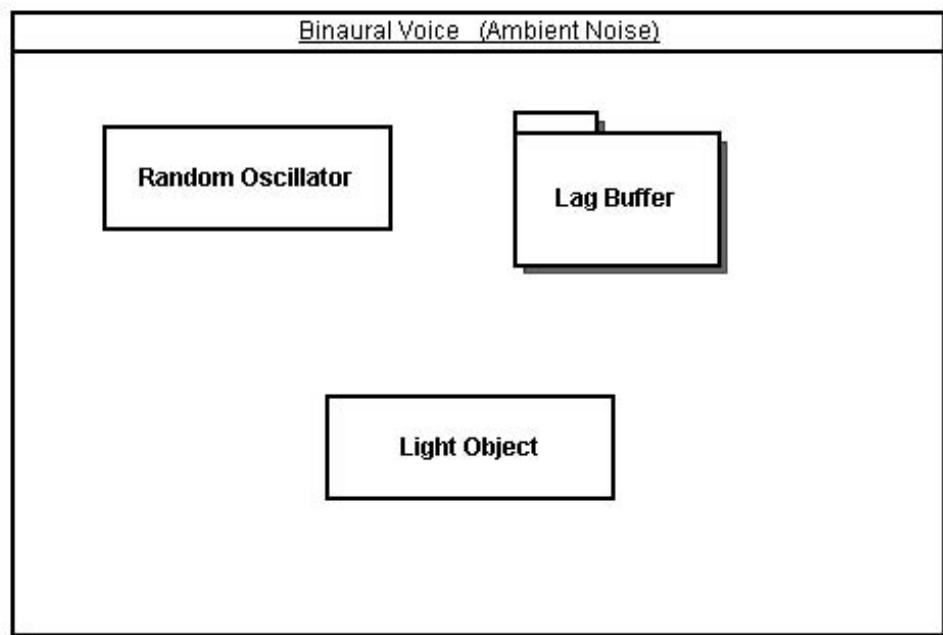 Binaural Voice (Ambient Noise)
Random Oscillator
Lag Buffer
Light Object